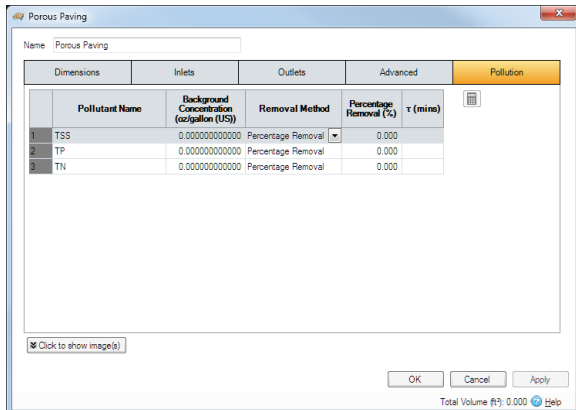 Porous Paving
Name Porous Paving
Dimensions Inlets Outlets Advanced Pollution
Pollutant Name Background Concentration (oz/gallon (US)) Removal Method Percentage Removal (%) τ (mins)
1 TSS 0.000000000000 Percentage Removal 0.000
2 TP 0.000000000000 Percentage Removal 0.000
3 TN 0.000000000000 Percentage Removal 0.000
Click to show image(s)
OK Cancel Apply
Total Volume (ft³): 0.000 Help